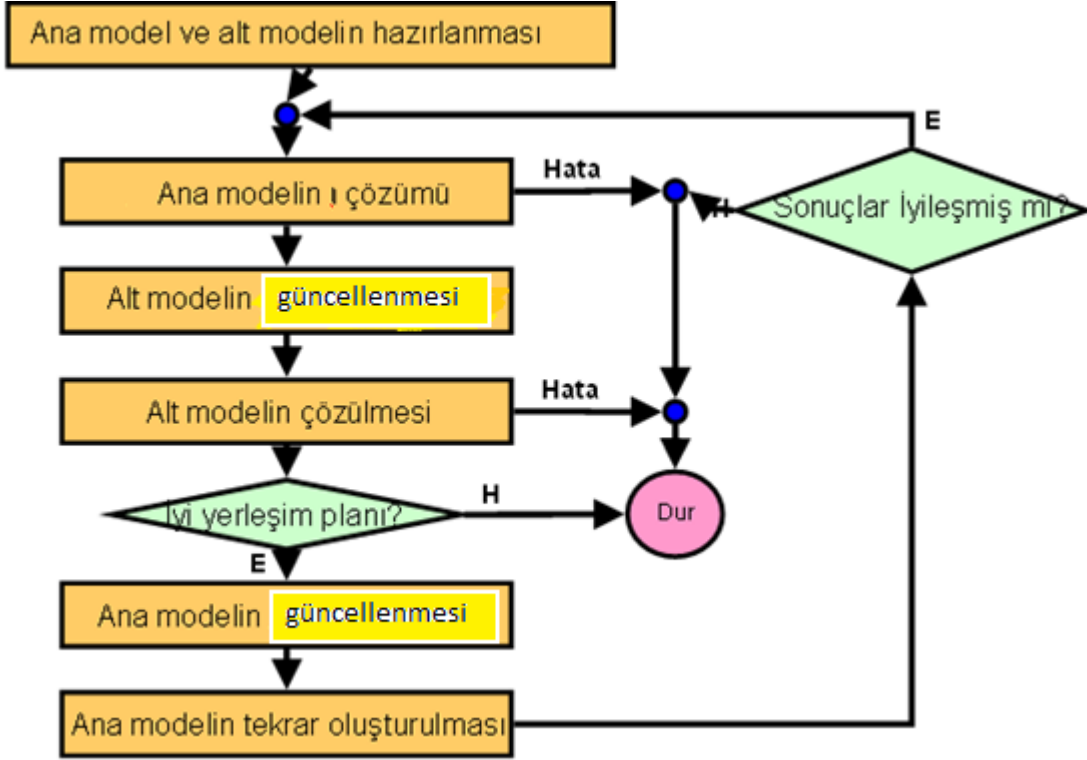 Ana model ve alt modelin hazırlanması
E
Hata
Ana modelin ı çözümü
Sonuçlar İyileşmiş mi?
H
Alt modelin güncellenmesi
Hata
Alt modelin çözülmesi
H
İyi yerleşim planı?
Dur
E
Ana modelin güncellenmesi
Ana modelin tekrar oluşturulması